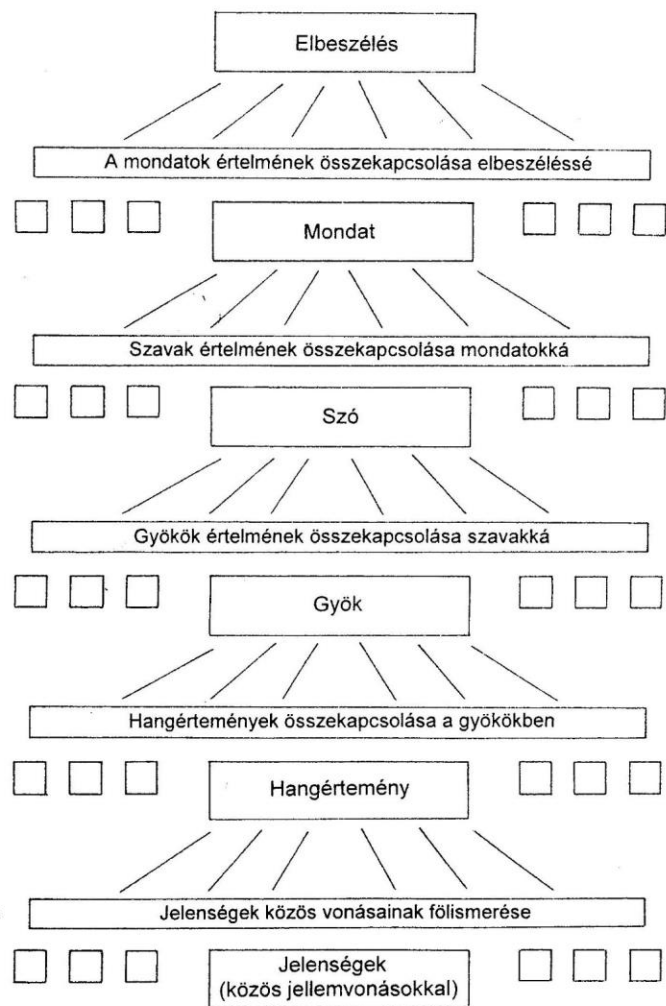 Elbeszélés
A mondatok értelmének összekapcsolása elbeszéléssé
Mondat
Szavak értelmének összekapcsolása mondatokká
Szó
Gyökök értelmének összekapcsolása szavakká
Gyök
Hangértemények összekapcsolása a gyökökben
Hangértemény
Jelenségek közös vonásainak fölismerése
Jelenségek
(közös jellemvonásokkal)